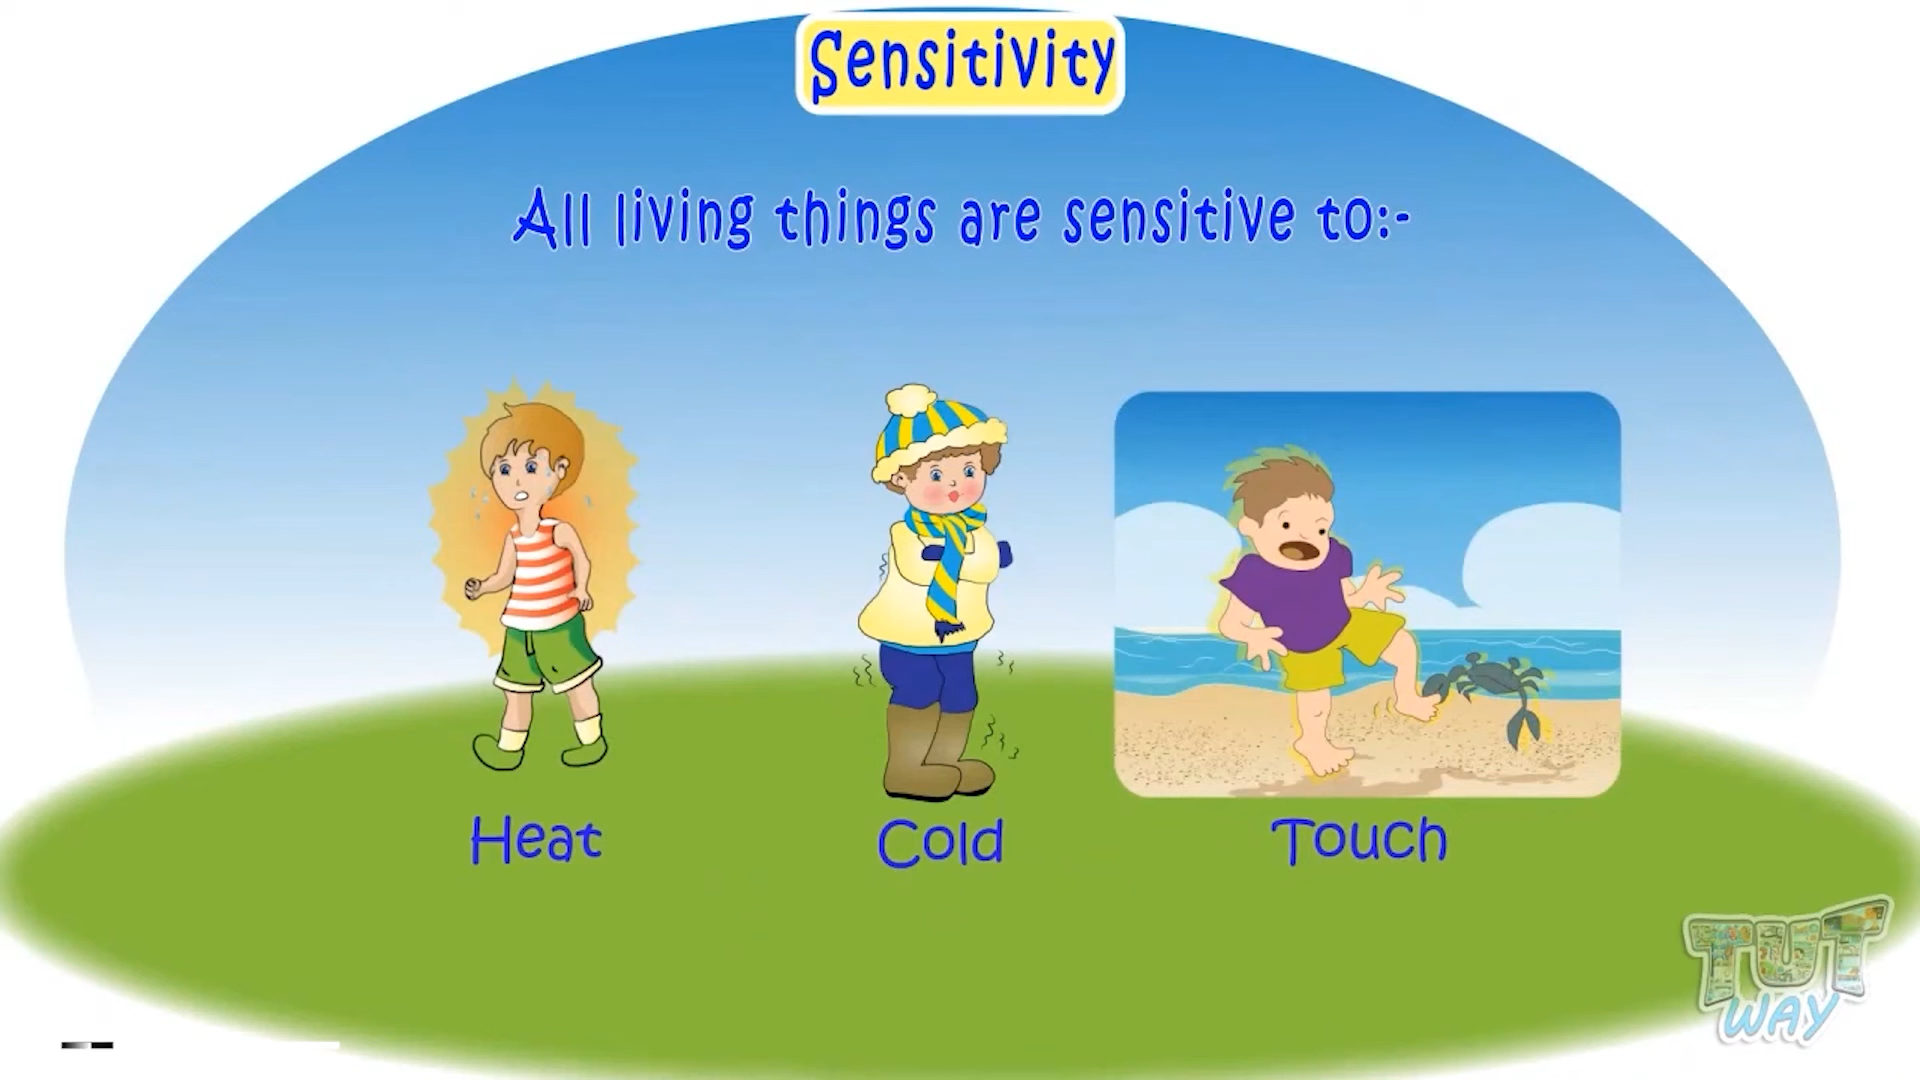 Sensitivity
All living things are sensitive to:-
Heat
Cold
Touch
TUT
WAY